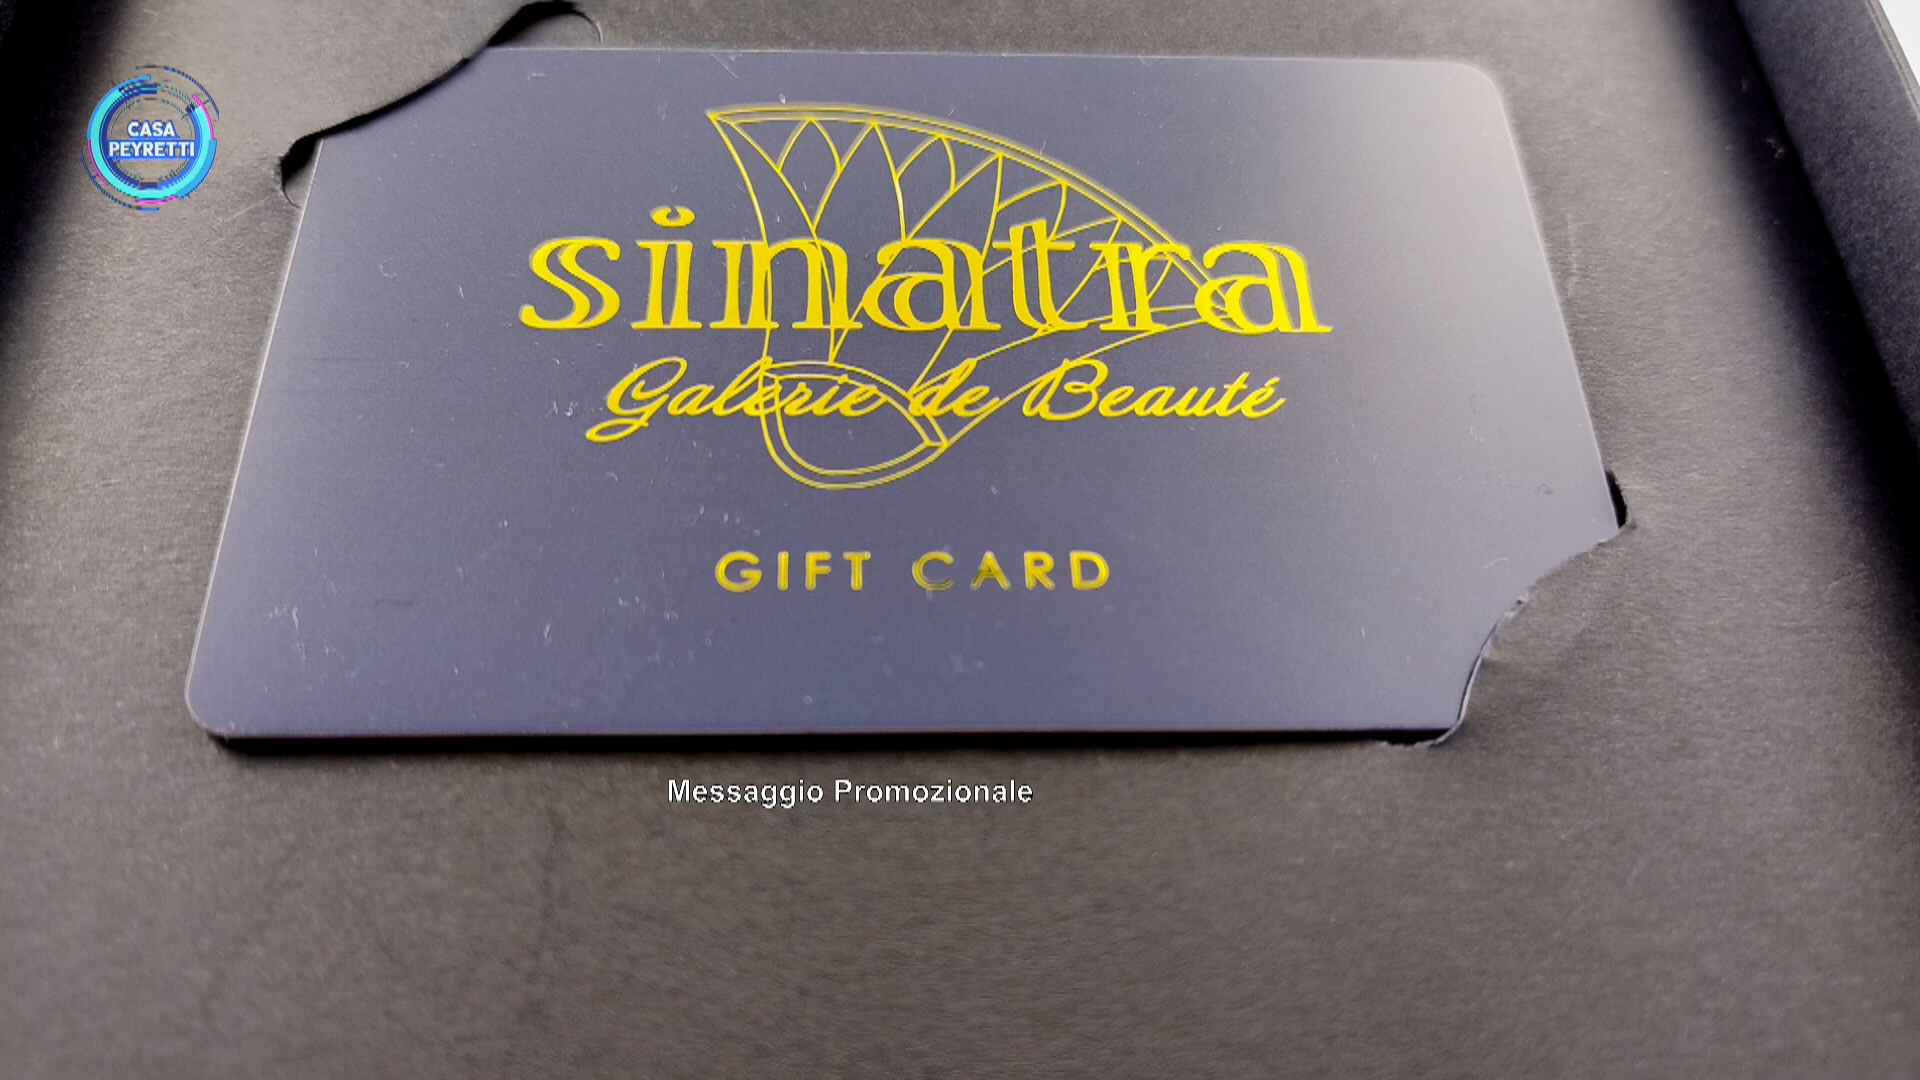 CASA
PEYRETTI
sinatra
Galerie de Beauté
GIFT CARD
Messaggio Promozionale